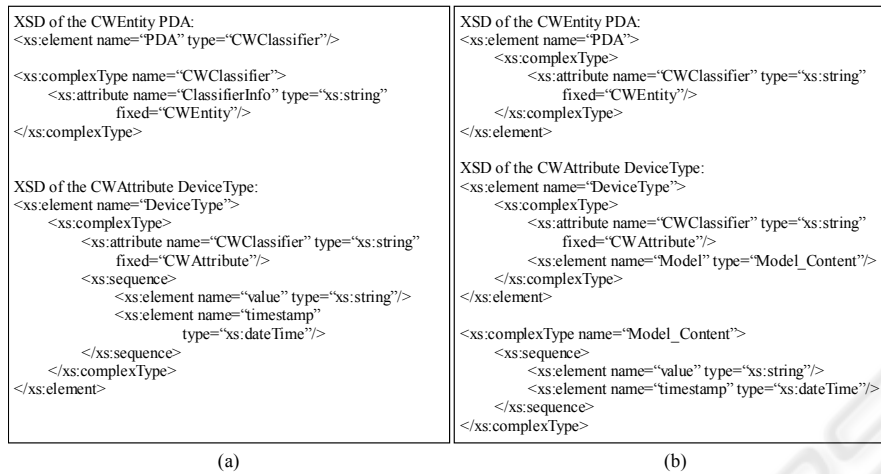 XSD of the CWEntity PDA:
<xs:element name=“PDA” type=“CWClassifier”/>
<xs:complexType name=“CWClassifier”>
<xs:attribute name=“ClassifierInfo” type=“xs:string”
fixed=“CWEntity”/>
</xs:complexType>
XSD of the CWAttribute DeviceType:
<xs:element name=“DeviceType”>
<xs:complexType>
<xs:attribute name=“CWClassifier” type=“xs:string”
fixed=“CWAttribute”/>
<xs:sequence>
<xs:element name=“value” type=“xs:string”/>
<xs:element name=“timestamp”
type=“xs:dateTime”/>
</xs:sequence>
</xs:complexType>
</xs:element>
(a)
XSD of the CWEntity PDA:
<xs:element name=“PDA”>
<xs:complexType>
<xs:attribute name=“CWClassifier” type=“xs:string”
fixed=“CWEntity”/>
</xs:complexType>
</xs:element>
XSD of the CWAttribute DeviceType:
<xs:element name=“DeviceType”>
<xs:complexType>
<xs:attribute name=“CWClassifier” type=“xs:string”
fixed=“CWAttribute”/>
<xs:element name=“Model” type=“Model_Content”/>
</xs:complexType>
</xs:element>
<xs:complexType name=“Model_Content”>
<xs:sequence>
<xs:element name=“value” type=“xs:string”/>
<xs:element name=“timestamp” type=“xs:dateTime”/>
</xs:sequence>
</xs:complexType>
(b)